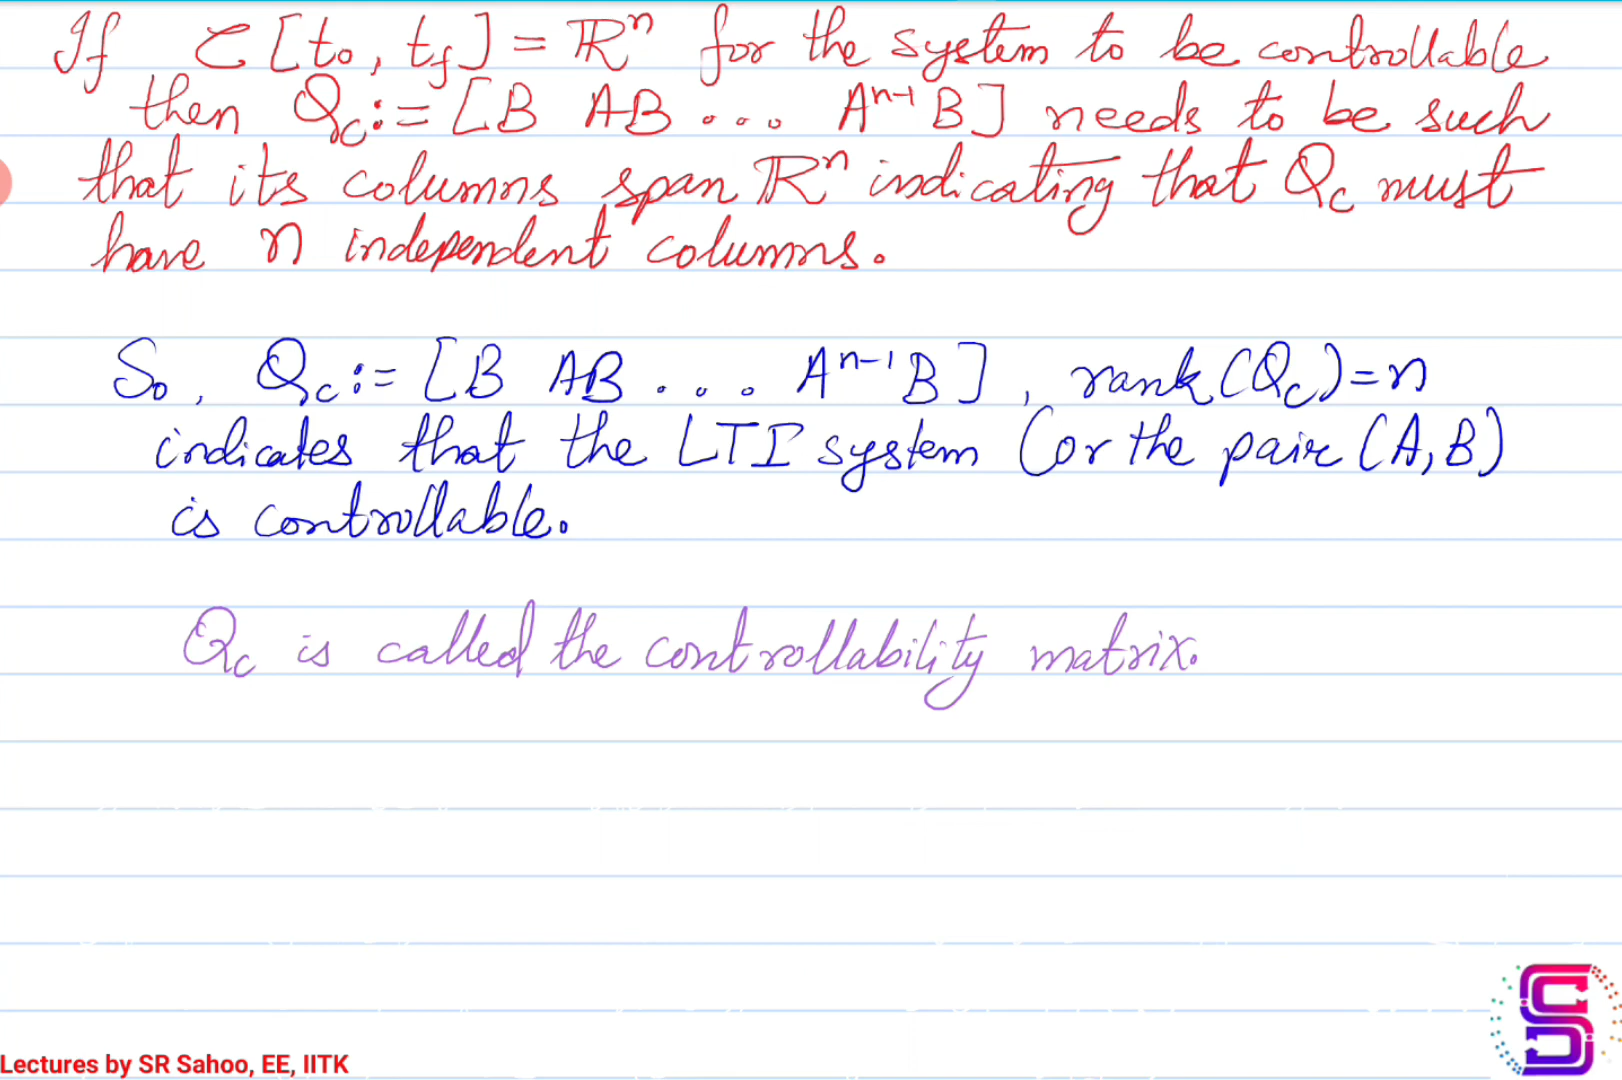 If C[t₀, t_f] = ℝⁿ for the system to be controllable
then Q_c := [B AB ... Aⁿ⁻¹B] needs to be such
that its columns span ℝⁿ indicating that Q_c must
have n independent columns.
So, Q_c := [B AB ... Aⁿ⁻¹B], rank(Q_c)=n
indicates that the LTI system (or the pair (A,B)
is controllable.
Q_c is called the controllability matrix.
Lectures by SR Sahoo, EE, IITK